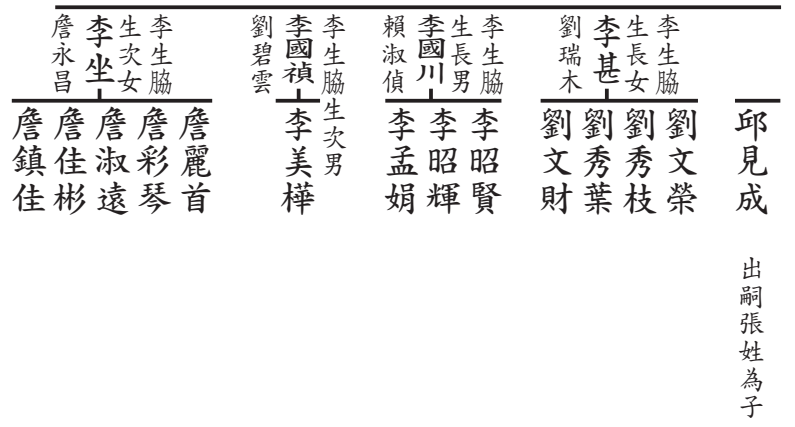 邱見成
出嗣張姓為子
李生脇
生長女
李甚
劉瑞木
劉文榮
劉秀枝
劉秀葉
劉文財
李生脇
生長男
李國川
賴淑偵
李昭賢
李昭輝
李孟娟
李生脇生次男
李國禎
劉碧雲
李美樺
李生脇
生次女
李坐
詹永昌
詹麗首
詹彩琴
詹淑遠
詹佳彬
詹鎮佳